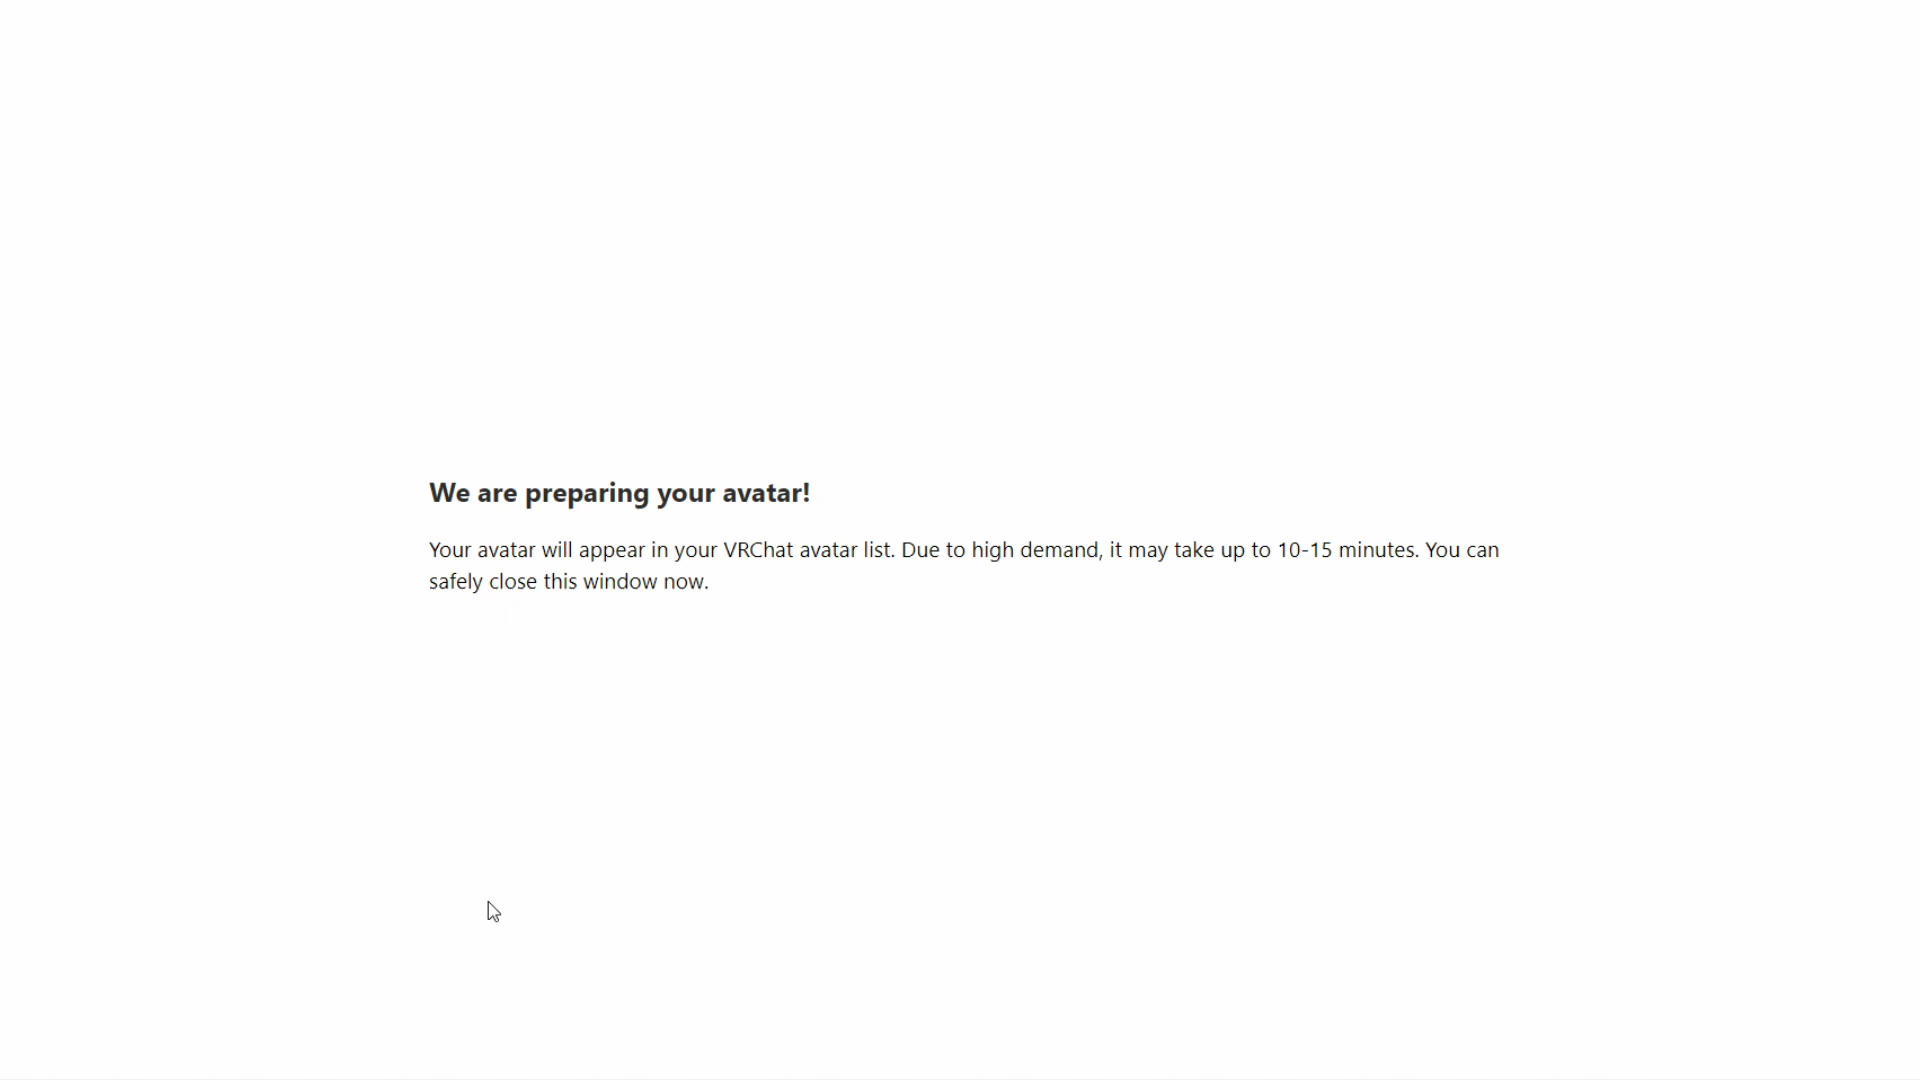 We are preparing your avatar!
Your avatar will appear in your VRChat avatar list. Due to high demand, it may take up to 10-15 minutes. You can
safely close this window now.